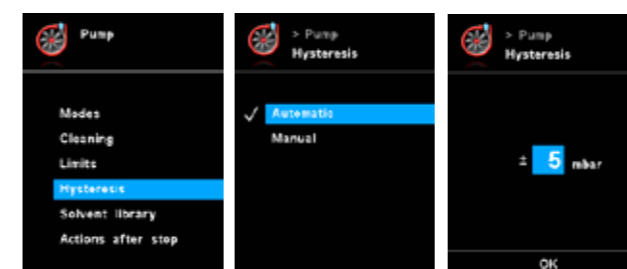 Pump
Modes
Cleaning
Limits
Hysteresis
Solvent library
Actions after stop
> Pump
Hysteresis
Automatic
Manual
> Pump
Hysteresis
± 5 mbar
OK